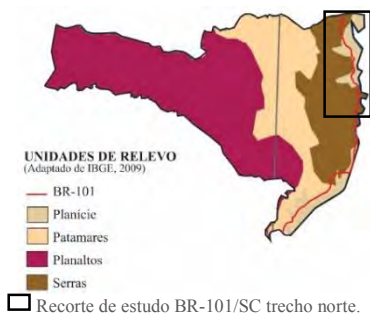 UNIDADES DE RELEVO
(Adaptado de IBGE, 2009)
BR-101
Planicie
Patamares
Planaltos
Serras
Recorte de estudo BR-101/SC trecho norte.